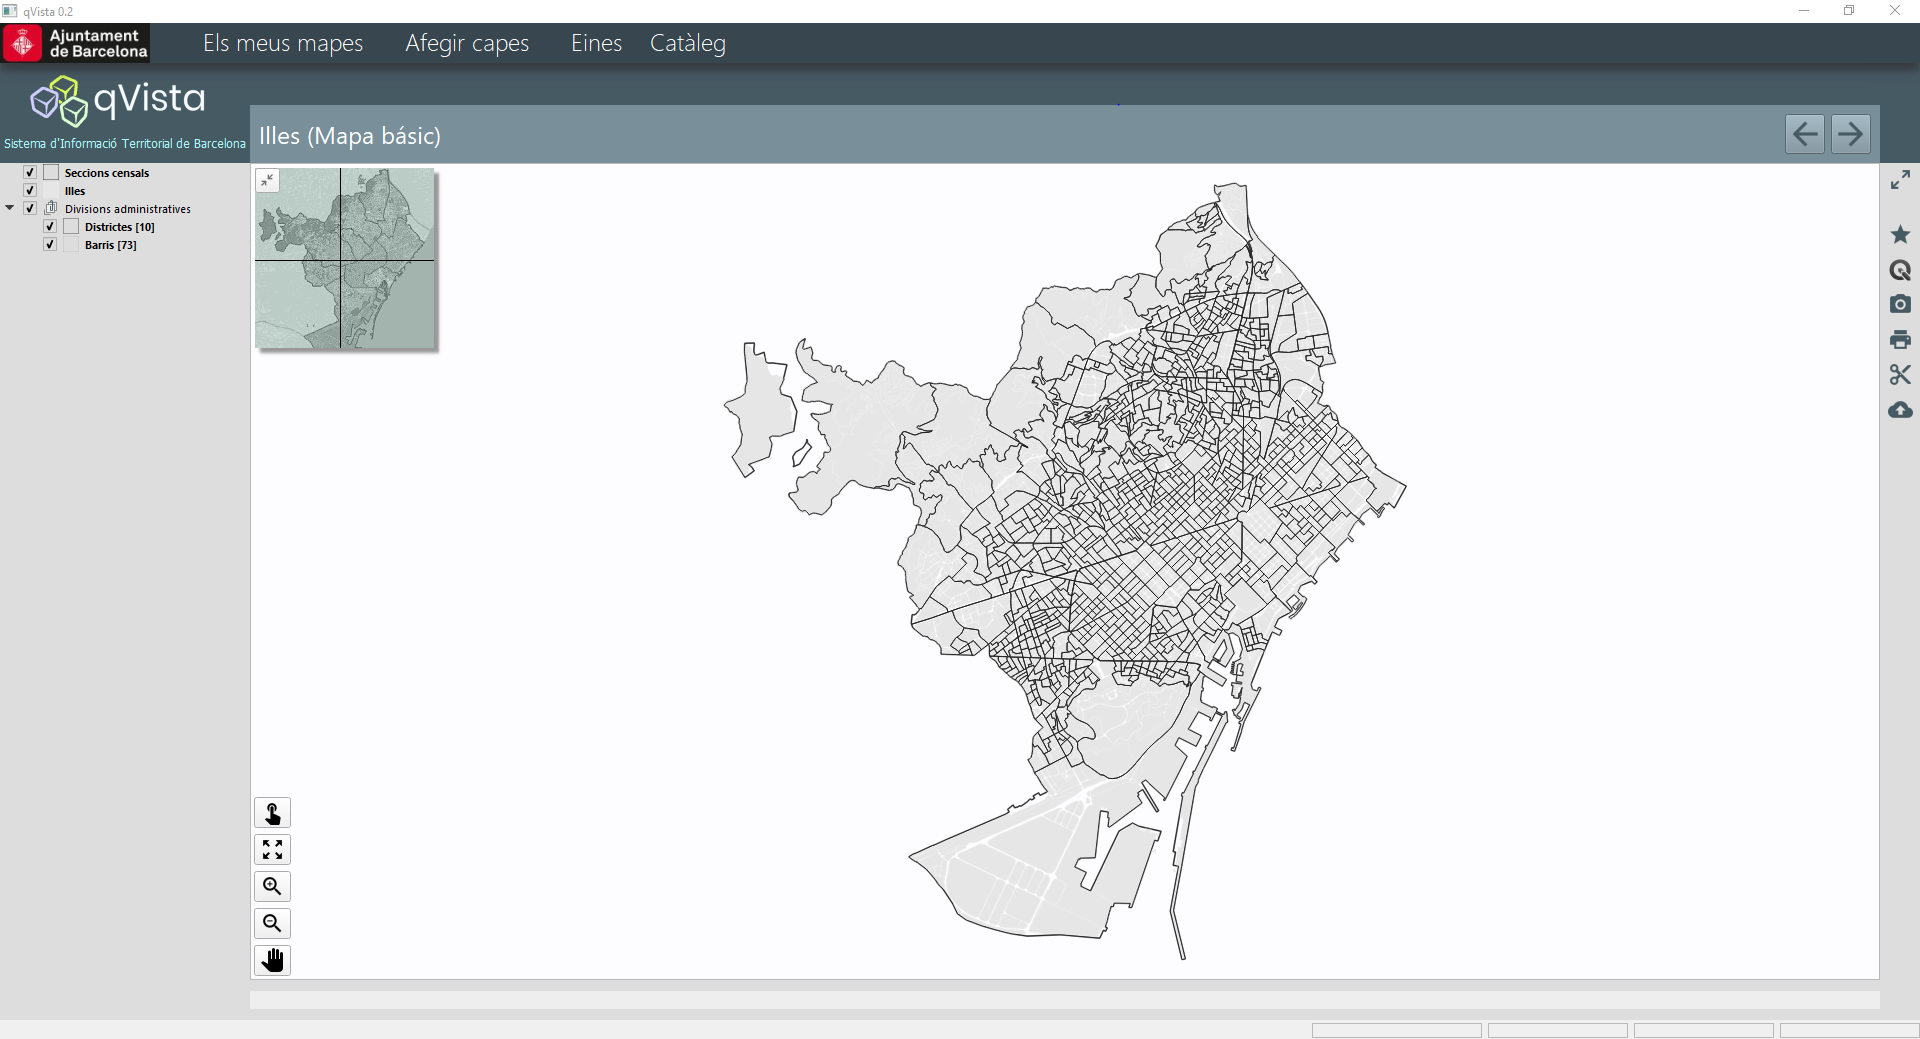 qVista 0.2
Ajuntament
de Barcelona
Els meus mapes Afegir capes Eines Catàleg
qVista
Sistema d'Informació Territorial de Barcelona
Illes (Mapa básic)
Seccions censals
Illes
Divisions administratives
Districtes [10]
Barris [73]